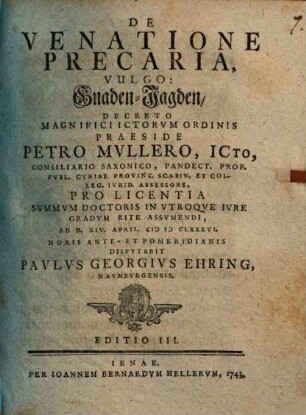 7.
DE
VENATIONE
PRECARIA,
VULGO:
Gnaden-Jagden/
DECRETO
MAGNIFICI ICTORVM ORDINIS
PRAESIDE
PETRO MVLLERO, ICTO,
CONSILIARIO SAXONICO, PANDECT. PROF.
PVBL. CVRIAE PROVINC. SCABIN. ET COL-
LEG. IVRID. ASSESSORE,
PRO LICENTIA
SVMMVM DOCTORIS IN VTROQVE IVRE
GRADVM RITE ASSVMENDI,
AD D. XIV. APRIL. CIↃ IↃ CLXXXVI.
HORIS ANTE- ET POMERIDIANIS
DISPVTABIT
PAVLVS GEORGIVS EHRING,
NAVMBVRGENSIS.
EDITIO III.
IENAE,
PER IOANNEM BERNARDVM HELLERVM, 1743.